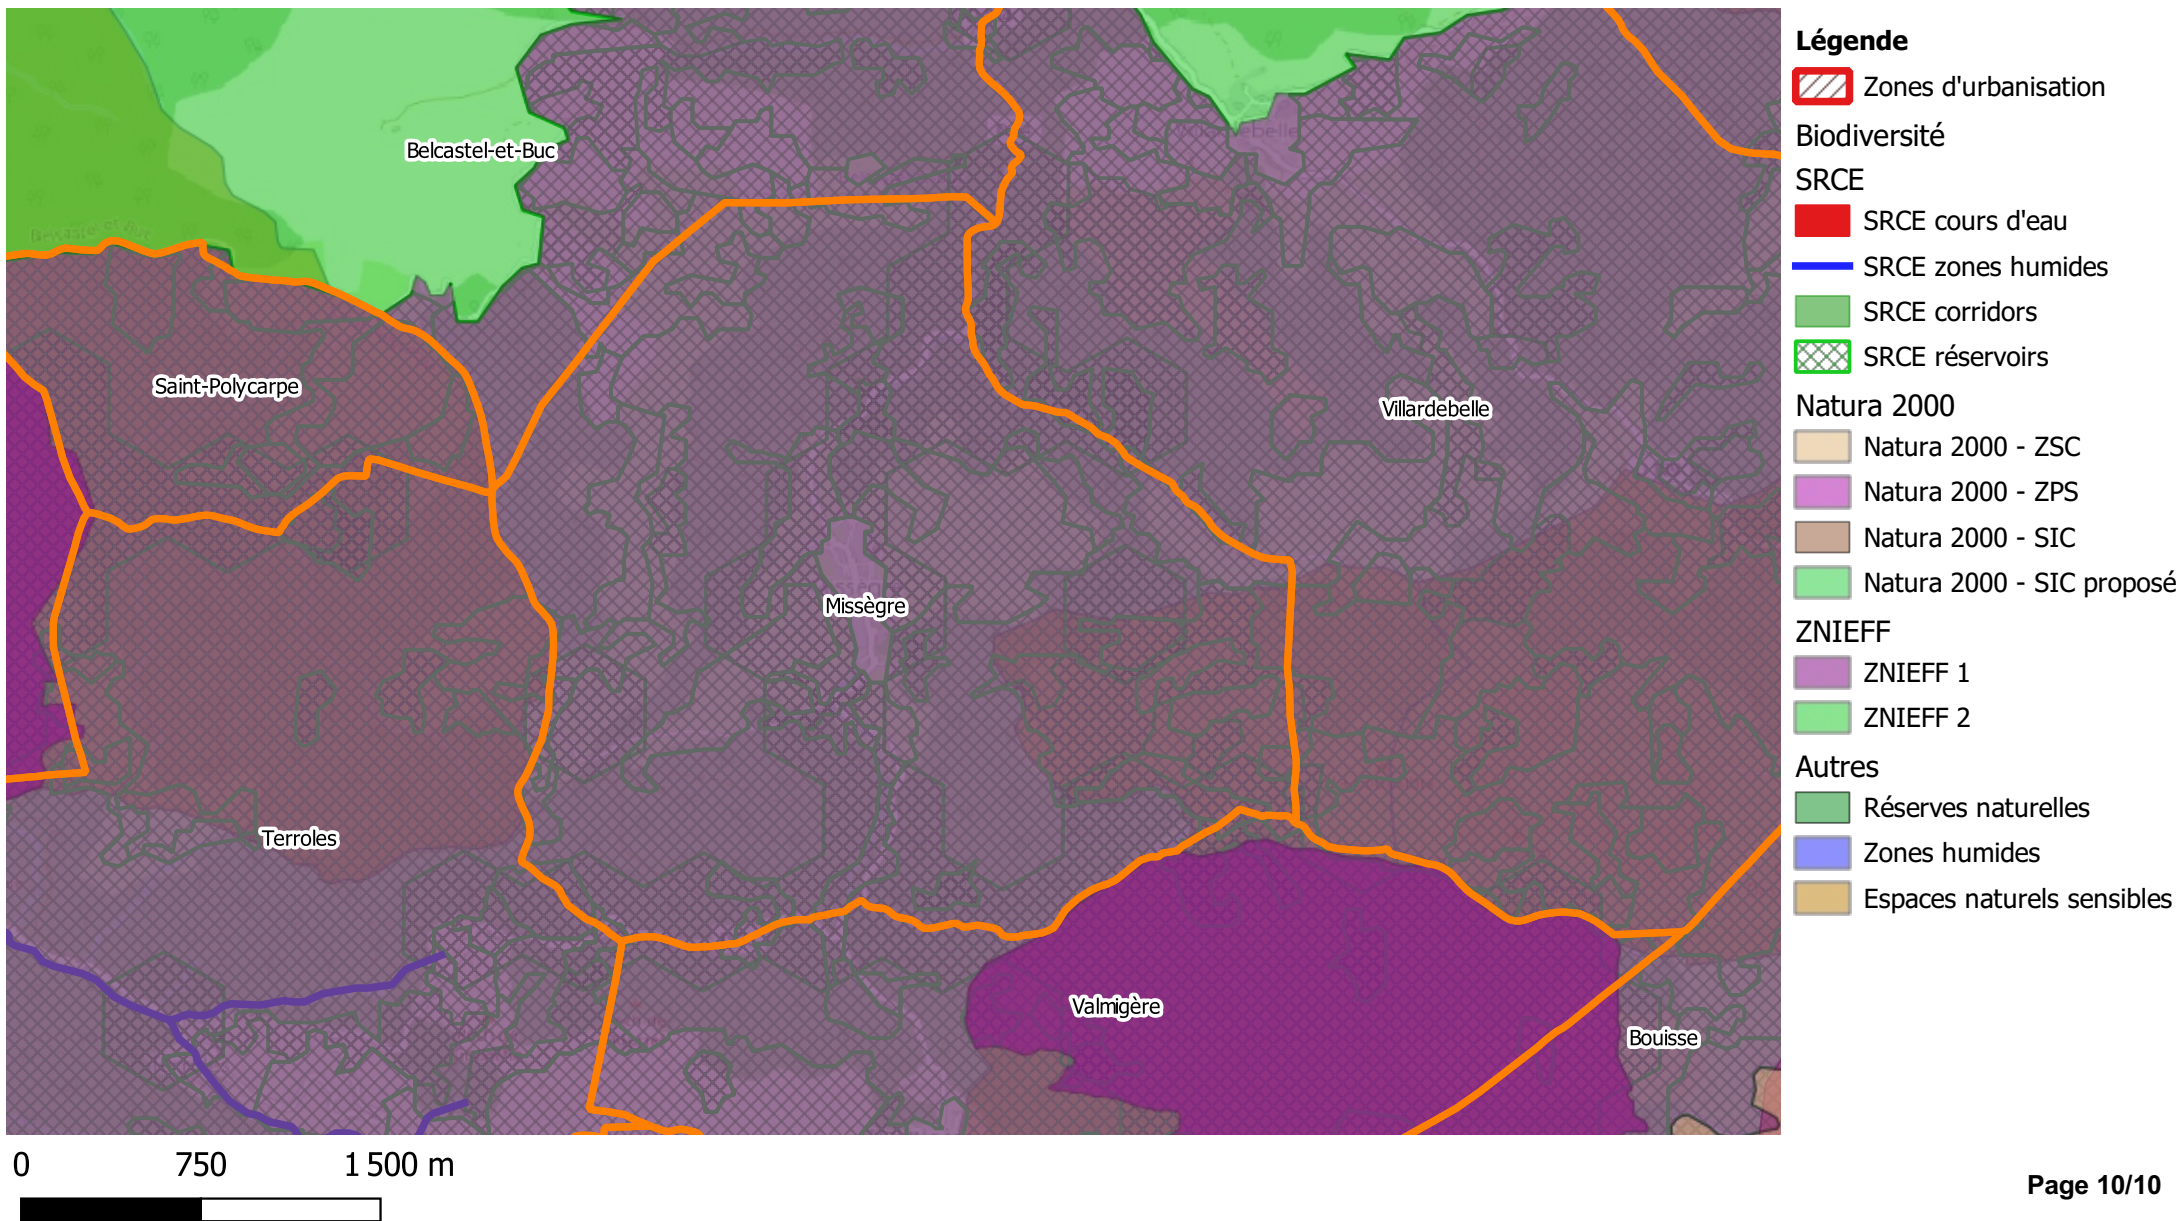 Légende
Zones d'urbanisation
Biodiversité
SRCE
SRCE cours d'eau
SRCE zones humides
SRCE corridors
SRCE réservoirs
Natura 2000
Natura 2000 - ZSC
Natura 2000 - ZPS
Natura 2000 - SIC
Natura 2000 - SIC proposé
ZNIEFF
ZNIEFF 1
ZNIEFF 2
Autres
Réserves naturelles
Zones humides
Espaces naturels sensibles
Belcastel-et-Buc
Saint-Polycarpe
Villardebelle
Missègre
Terroles
Valmigère
Bouisse
0 750 1 500 m
Page 10/10